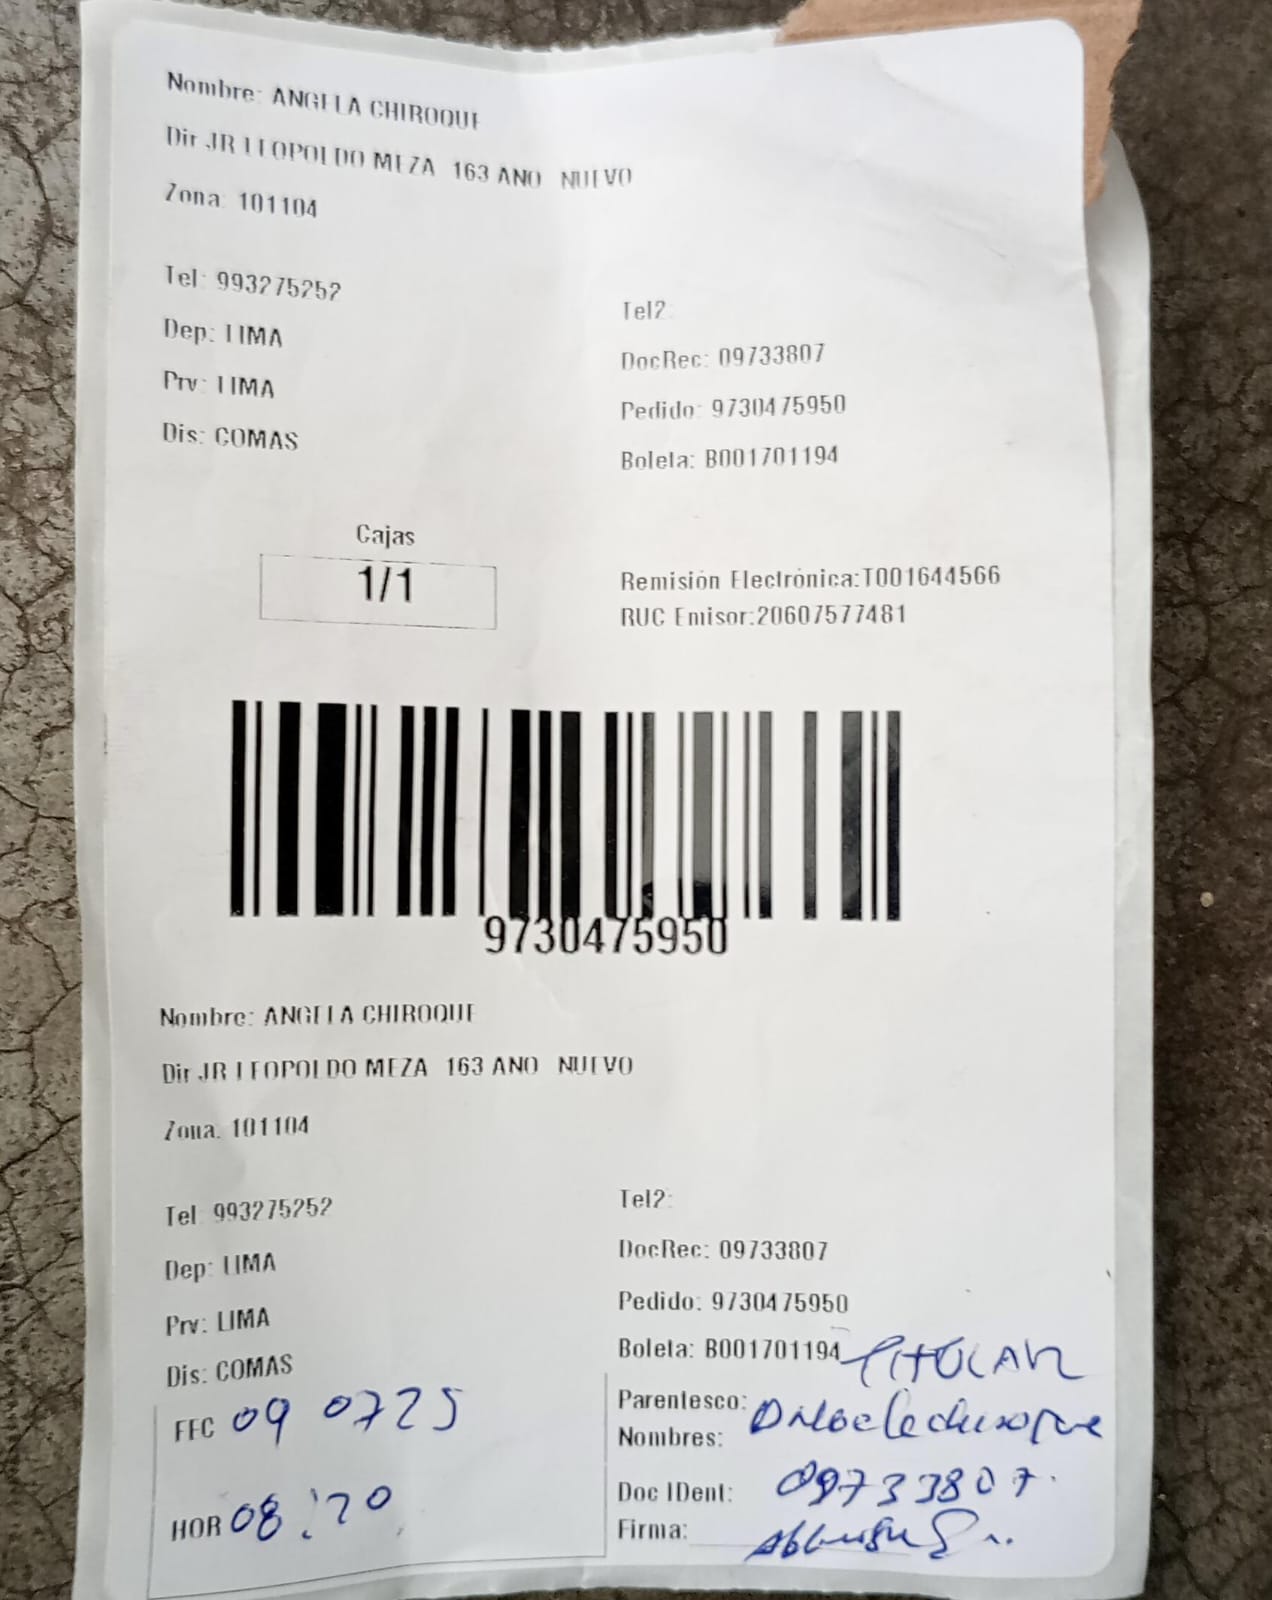 Nombre: ANGELA CHIROQUE
Dir JR LEOPOLDO MEZA 163 ANO NUEVO
Zona: 101104
Tel: 993275252
Dep: LIMA
Prv: LIMA
Dis: COMAS
Tel2:
DocRec: 09733807
Pedido: 9730475950
Boleta: B001701194
Cajas
1/1
Remisión Electrónica:T001644566
RUC Emisor:20607577481
9730475950
Nombre: ANGELA CHIROQUE
Dir JR LEOPOLDO MEZA 163 ANO NUEVO
Zona: 101104
Tel: 993275252
Dep: LIMA
Prv: LIMA
Dis: COMAS
FEC 09 0725
HOR 08:20
Tel2:
DocRec: 09733807
Pedido: 9730475950
Boleta: B001701194
TITULAR
Parentesco:
Nombres:
Doc IDent: 09733807.
Firma: